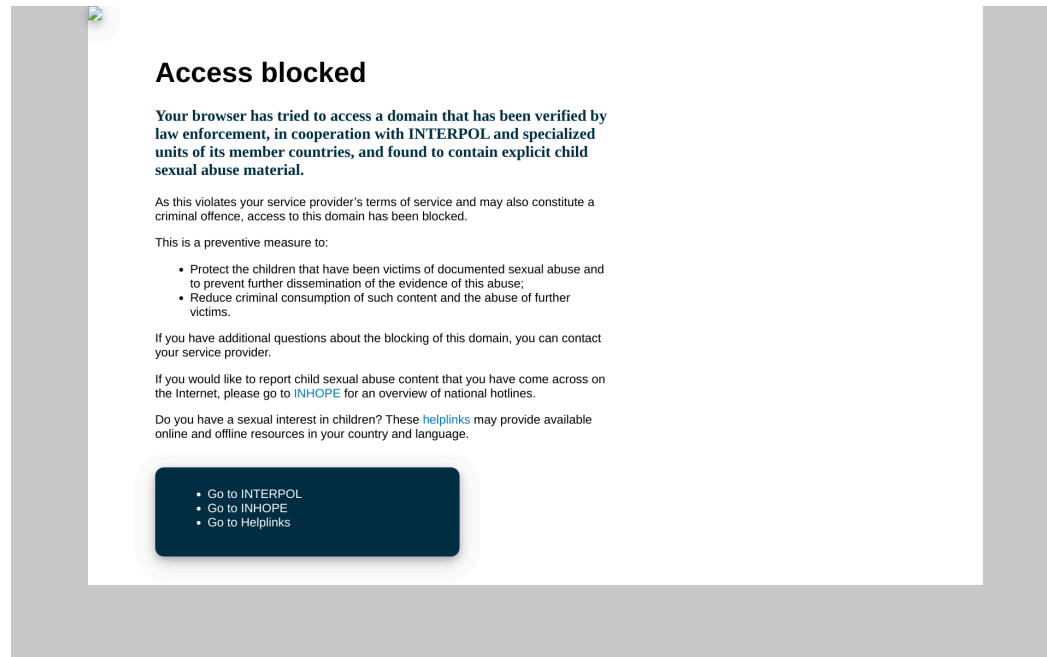 Access blocked
Your browser has tried to access a domain that has been verified by
law enforcement, in cooperation with INTERPOL and specialized
units of its member countries, and found to contain explicit child
sexual abuse material.
As this violates your service provider’s terms of service and may also constitute a
criminal offence, access to this domain has been blocked.
This is a preventive measure to:
• Protect the children that have been victims of documented sexual abuse and
to prevent further dissemination of the evidence of this abuse;
• Reduce criminal consumption of such content and the abuse of further
victims.
If you have additional questions about the blocking of this domain, you can contact
your service provider.
If you would like to report child sexual abuse content that you have come across on
the Internet, please go to INHOPE for an overview of national hotlines.
Do you have a sexual interest in children? These helplinks may provide available
online and offline resources in your country and language.
• Go to INTERPOL
• Go to INHOPE
• Go to Helplinks